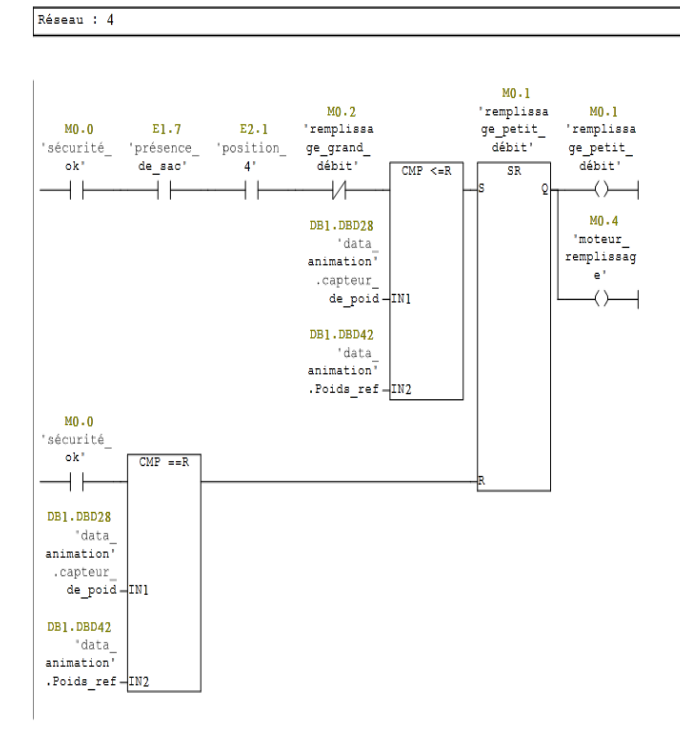 Réseau : 4
M0.1
'remplissa
ge_petit_
débit'
M0.2
'remplissa
ge_grand_
débit'
M0.1
'remplissa
ge_petit_
débit'
M0.0
'sécurité_
ok'
E1.7
'présence_
de_sac'
E2.1
'position_
4'
CMP <=R
SR
S
Q
M0.4
'moteur_
remplissag
e'
DB1.DBD28
'data_
animation'
.capteur_
de_poid
IN1
DB1.DBD42
'data_
animation'
.Poids_ref
IN2
M0.0
'sécurité_
ok'
CMP ==R
R
DB1.DBD28
'data_
animation'
.capteur_
de_poid
IN1
DB1.DBD42
'data_
animation'
.Poids_ref
IN2